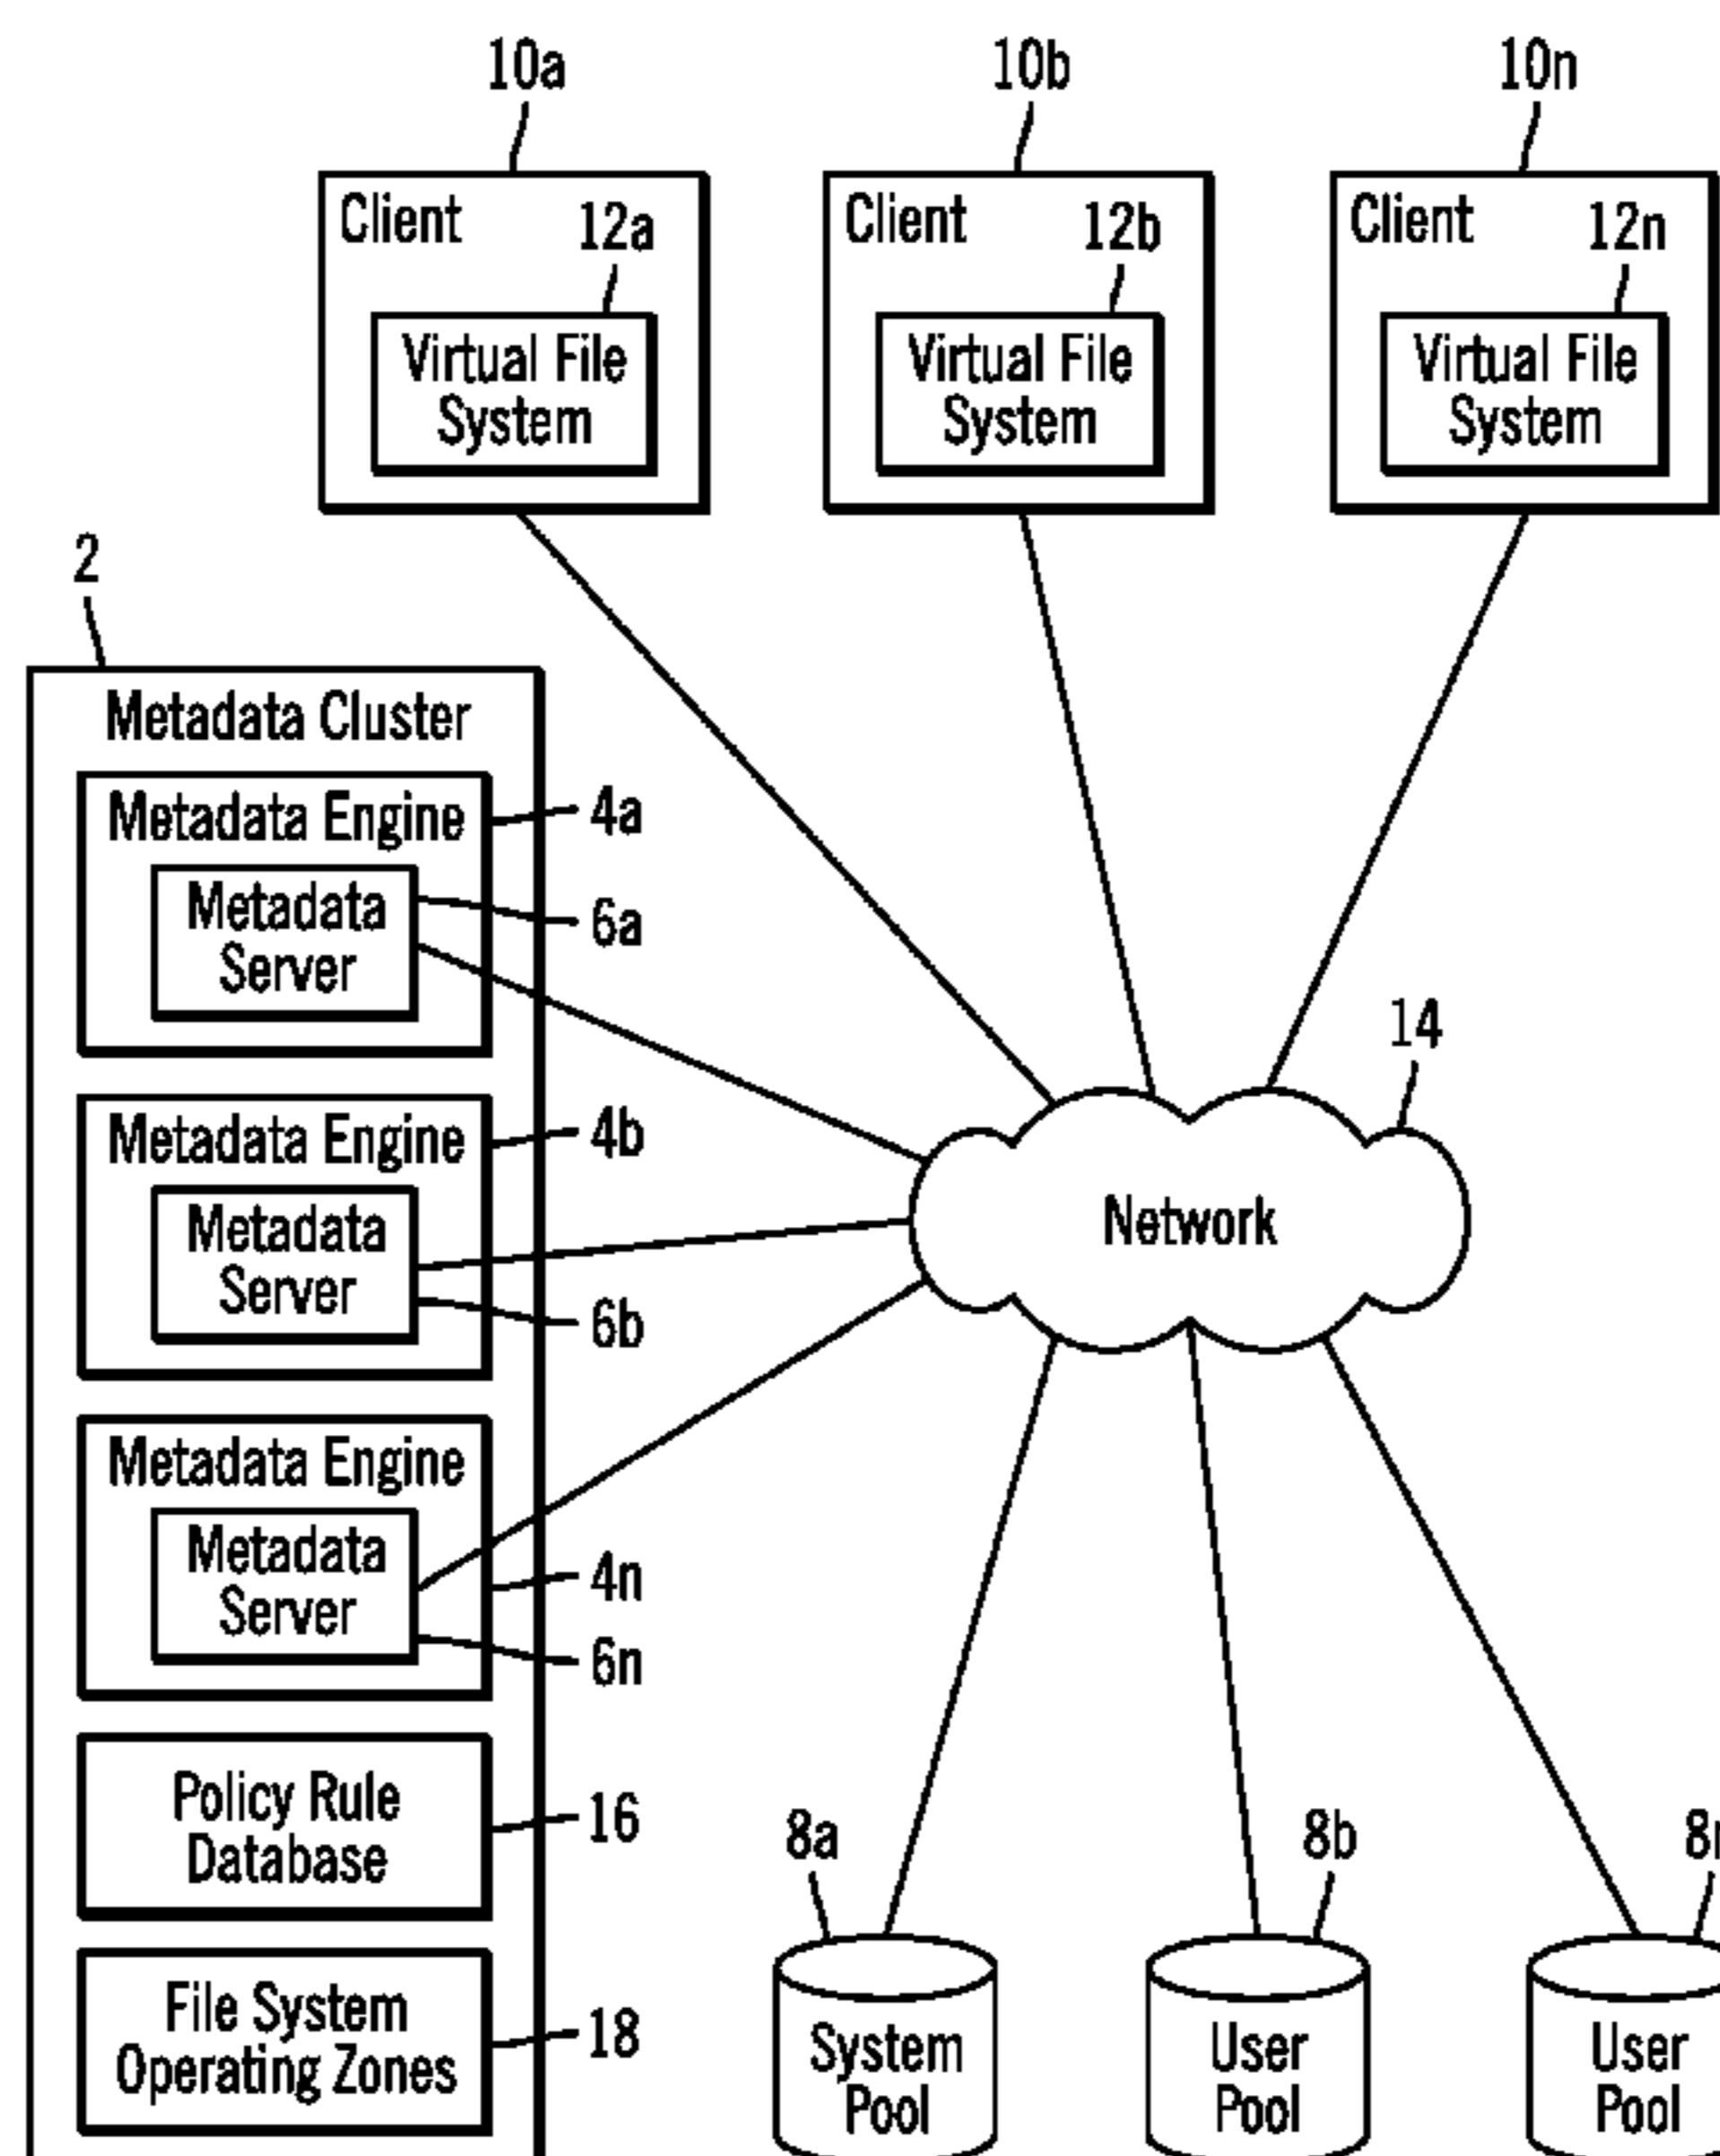 10a
10b
10n
Client
12a
Virtual File
System
Client
12b
Virtual File
System
Client
12n
Virtual File
System
2
Metadata Cluster
Metadata Engine
4a
Metadata
Server
6a
Metadata Engine
4b
Metadata
Server
6b
Metadata Engine
Metadata
Server
4n
6n
Policy Rule
Database
16
File System
Operating Zones
18
14
Network
8a
8b
System
Pool
User
Pool
User
Pool